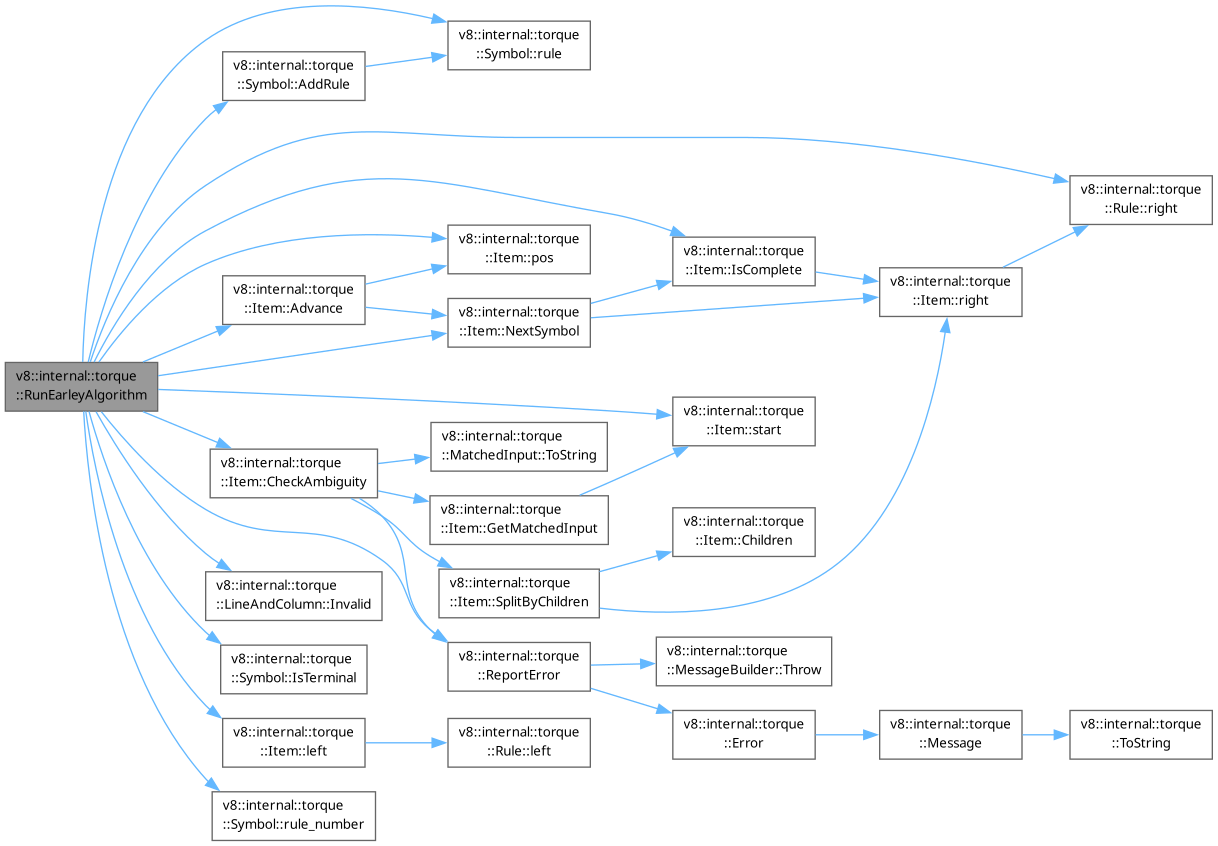 v8::internal::torque
::RunEarleyAlgorithm
v8::internal::torque
::Symbol::AddRule
v8::internal::torque
::Symbol::rule
v8::internal::torque
::Rule::right
v8::internal::torque
::Item::pos
v8::internal::torque
::Item::IsComplete
v8::internal::torque
::Item::right
v8::internal::torque
::Item::Advance
v8::internal::torque
::Item::NextSymbol
v8::internal::torque
::Item::start
v8::internal::torque
::Item::CheckAmbiguity
v8::internal::torque
::MatchedInput::ToString
v8::internal::torque
::Item::GetMatchedInput
v8::internal::torque
::Item::Children
v8::internal::torque
::Item::SplitByChildren
v8::internal::torque
::LineAndColumn::Invalid
v8::internal::torque
::Symbol::IsTerminal
v8::internal::torque
::ReportError
v8::internal::torque
::MessageBuilder::Throw
v8::internal::torque
::Item::left
v8::internal::torque
::Rule::left
v8::internal::torque
::Error
v8::internal::torque
::Message
v8::internal::torque
::ToString
v8::internal::torque
::Symbol::rule_number